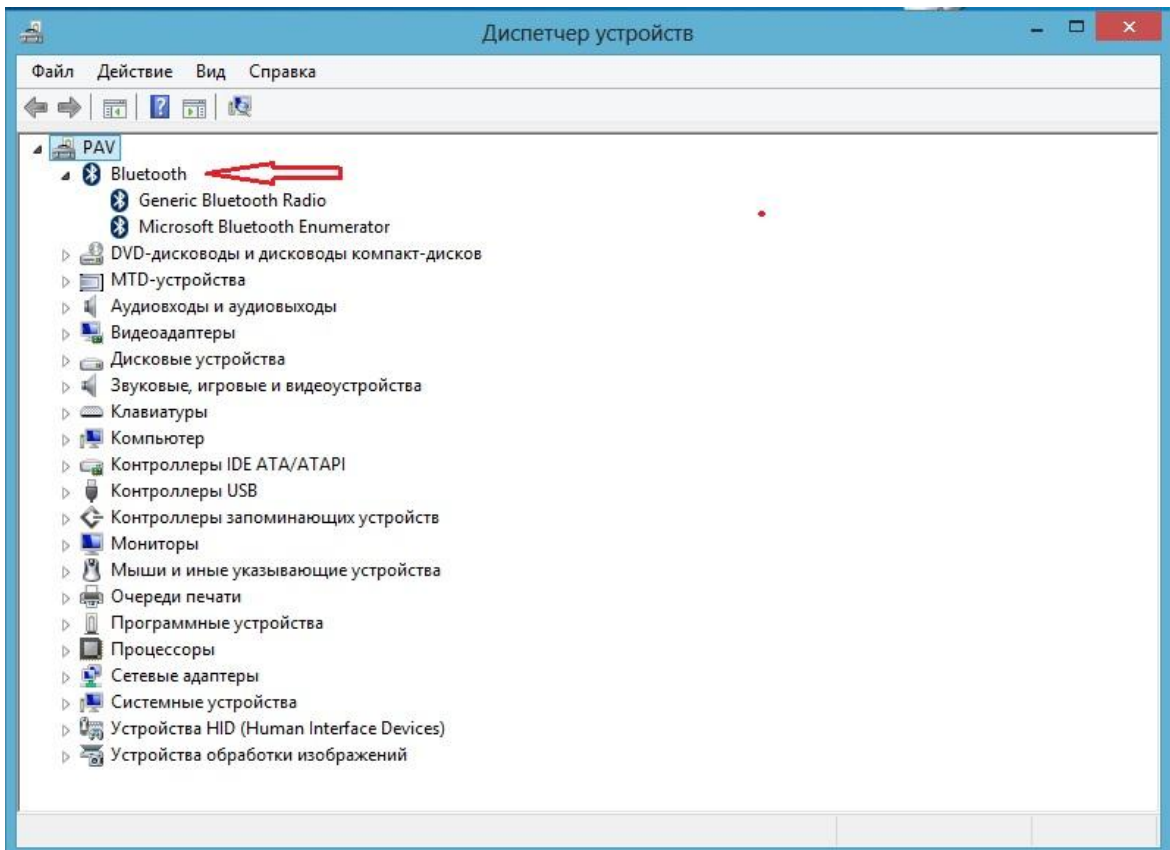 Диспетчер устройств
Файл Действие Вид Справка
PAV
Bluetooth
Generic Bluetooth Radio
Microsoft Bluetooth Enumerator
DVD-дисководы и дисководы компакт-дисков
MTD-устройства
Аудиовходы и аудиовыходы
Видеоадаптеры
Дисковые устройства
Звуковые, игровые и видеоустройства
Клавиатуры
Компьютер
Контроллеры IDE ATA/ATAPI
Контроллеры USB
Контроллеры запоминающих устройств
Мониторы
Мыши и иные указывающие устройства
Очереди печати
Программные устройства
Процессоры
Сетевые адаптеры
Системные устройства
Устройства HID (Human Interface Devices)
Устройства обработки изображений